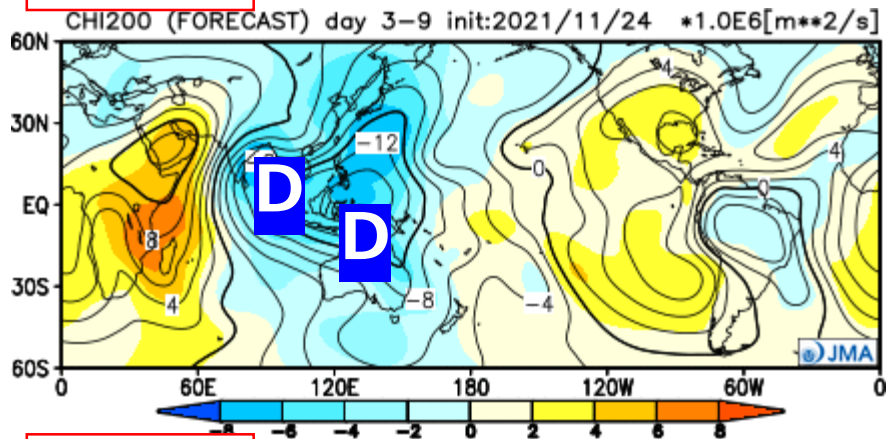 CHI200 (FORECAST) day 3-9 init:2021/11/24 *1.0E6[m**2/s]
60N
4
30N
-12
4
0
0
D
EQ
D
8
30S
4
-8
-4
JMA
60S
0 60E 120E 180 120W 60W 0
-8 -6 -4 -2 0 2 4 6 8